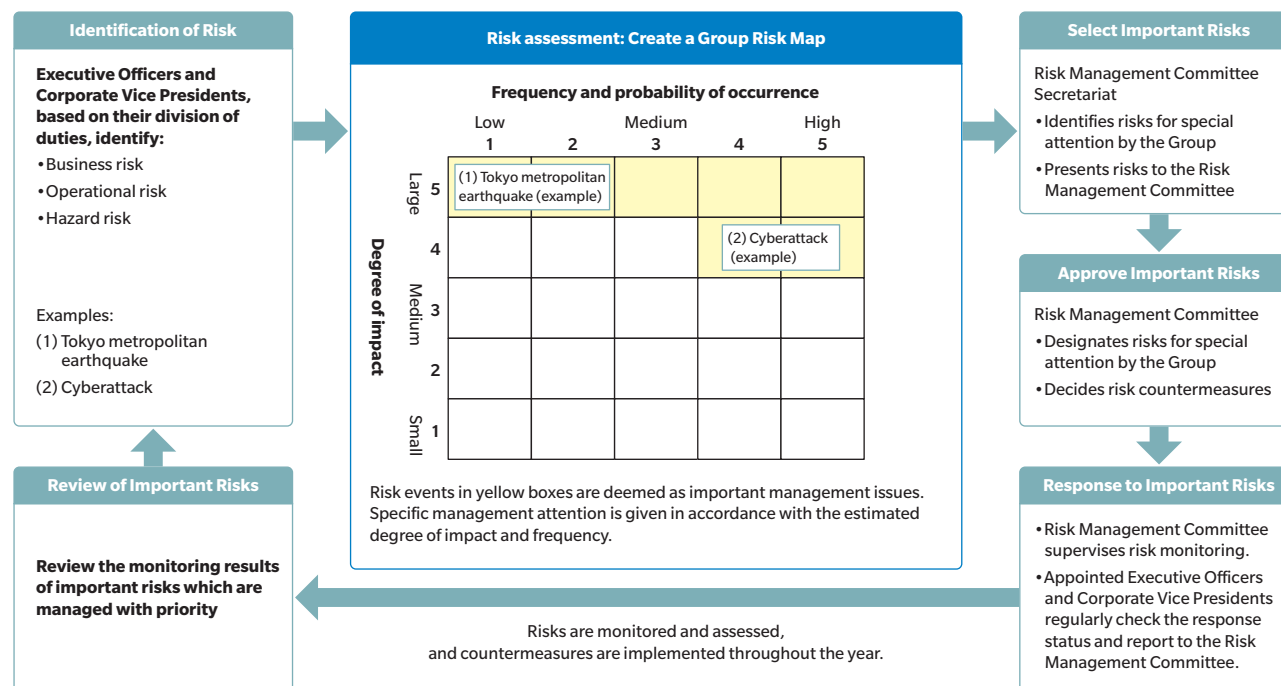 Identification of Risk
Executive Officers and
Corporate Vice Presidents,
based on their division of
duties, identify:
•Business risk
•Operational risk
•Hazard risk
Examples:
(1) Tokyo metropolitan
earthquake
(2) Cyberattack
Risk assessment: Create a Group Risk Map
Frequency and probability of occurrence
Low Medium High
1 2 3 4 5
Degree of impact
Large 5
4
Medium 3
2
Small 1
(1) Tokyo metropolitan
earthquake (example)
(2) Cyberattack
(example)
Risk events in yellow boxes are deemed as important management issues.
Specific management attention is given in accordance with the estimated
degree of impact and frequency.
Select Important Risks
Risk Management Committee
Secretariat
•Identifies risks for special
attention by the Group
•Presents risks to the Risk
Management Committee
Approve Important Risks
Risk Management Committee
•Designates risks for special
attention by the Group
•Decides risk countermeasures
Response to Important Risks
•Risk Management Committee
supervises risk monitoring.
•Appointed Executive Officers
and Corporate Vice Presidents
regularly check the response
status and report to the Risk
Management Committee.
Risks are monitored and assessed,
and countermeasures are implemented throughout the year.
Review of Important Risks
Review the monitoring results
of important risks which are
managed with priority